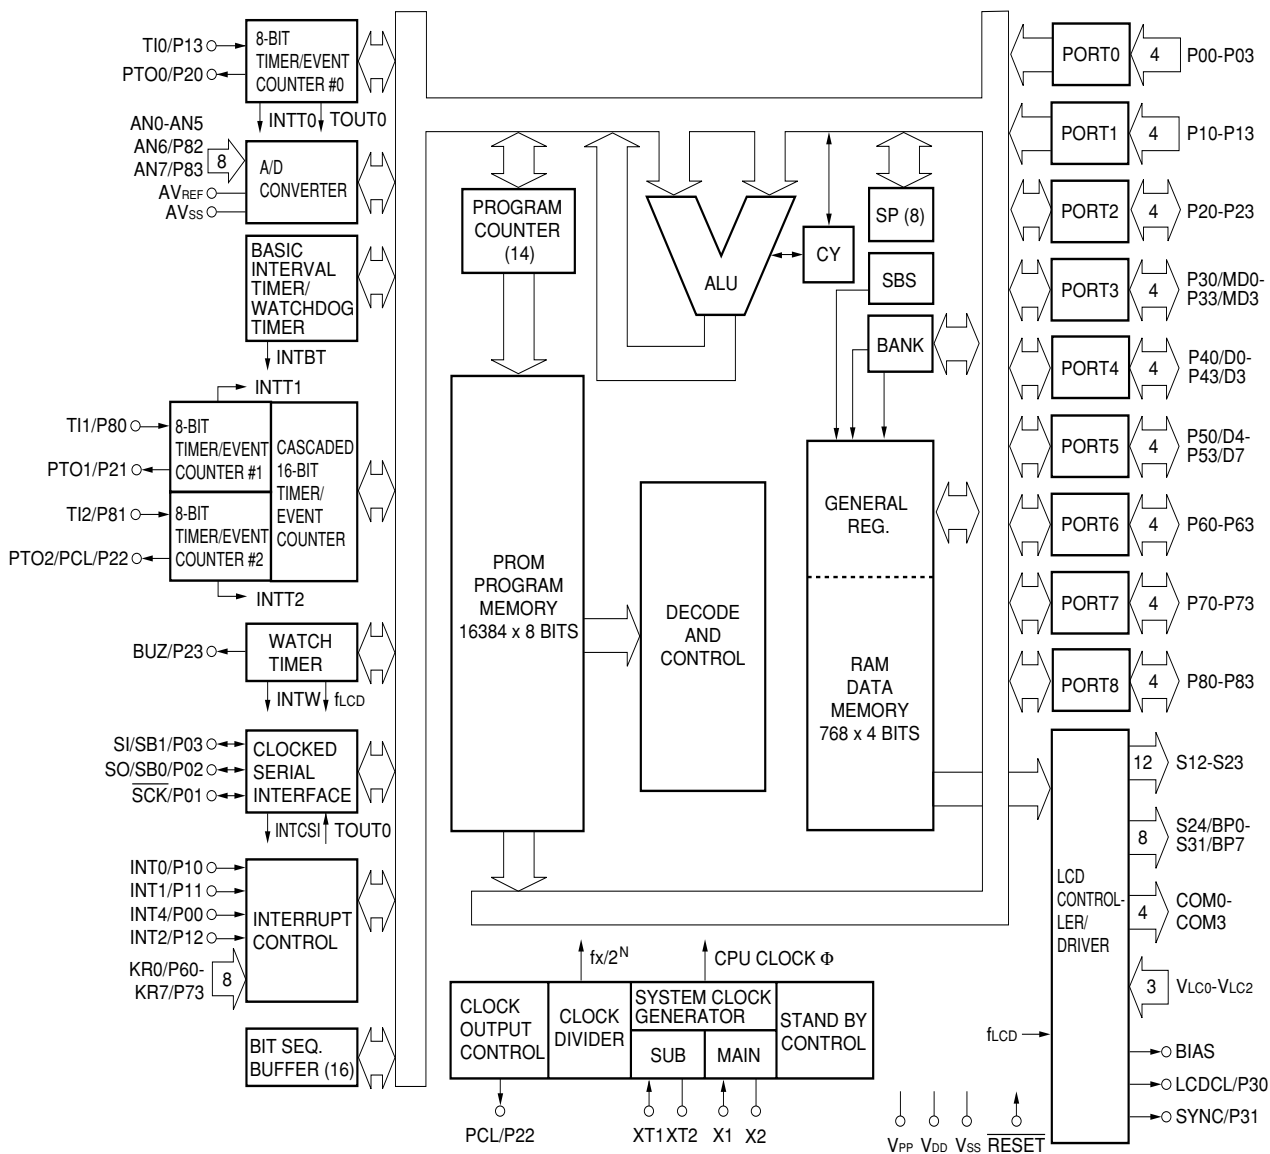 TI0/P13
PTO0/P20
8-BIT
TIMER/EVENT
COUNTER #0
INTT0
TOUT0
AN0-AN5
AN6/P82
AN7/P83
8
AVREF
AVSS
A/D
CONVERTER
BASIC
INTERVAL
TIMER/
WATCHDOG
TIMER
INTBT
INTT1
TI1/P80
PTO1/P21
8-BIT
TIMER/EVENT
COUNTER #1
TI2/P81
PTO2/PCL/P22
8-BIT
TIMER/EVENT
COUNTER #2
CASCADED
16-BIT
TIMER/
EVENT
COUNTER
INTT2
BUZ/P23
WATCH
TIMER
INTW
fLCD
SI/SB1/P03
SO/SB0/P02
SCK/P01
CLOCKED
SERIAL
INTERFACE
INTCSI
TOUT0
INT0/P10
INT1/P11
INT4/P00
INT2/P12
KR0/P60-
KR7/P73
8
INTERRUPT
CONTROL
BIT SEQ.
BUFFER (16)
PROGRAM
COUNTER
(14)
ALU
CY
SP (8)
SBS
BANK
PROM
PROGRAM
MEMORY
16384 x 8 BITS
DECODE
AND
CONTROL
GENERAL
REG.
RAM
DATA
MEMORY
768 x 4 BITS
fx/2N
CPU CLOCK Φ
CLOCK
OUTPUT
CONTROL
CLOCK
DIVIDER
SYSTEM CLOCK
GENERATOR
SUB
MAIN
STAND BY
CONTROL
PCL/P22
XT1
XT2
X1
X2
VPP
VDD
VSS
RESET
PORT0
4
P00-P03
PORT1
4
P10-P13
PORT2
4
P20-P23
PORT3
4
P30/MD0-
P33/MD3
PORT4
4
P40/D0-
P43/D3
PORT5
4
P50/D4-
P53/D7
PORT6
4
P60-P63
PORT7
4
P70-P73
PORT8
4
P80-P83
LCD
CONTROL-
LER/
DRIVER
12
S12-S23
8
S24/BP0-
S31/BP7
4
COM0-
COM3
3
VLC0-VLC2
fLCD
BIAS
LCDCL/P30
SYNC/P31